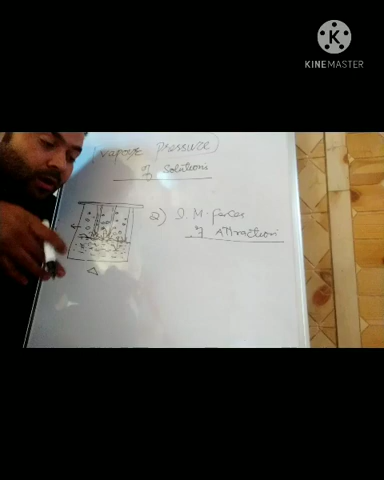 K
KINEMASTER
Vapour Pressure)
of Solutions
2) I.M. forces
of Attraction